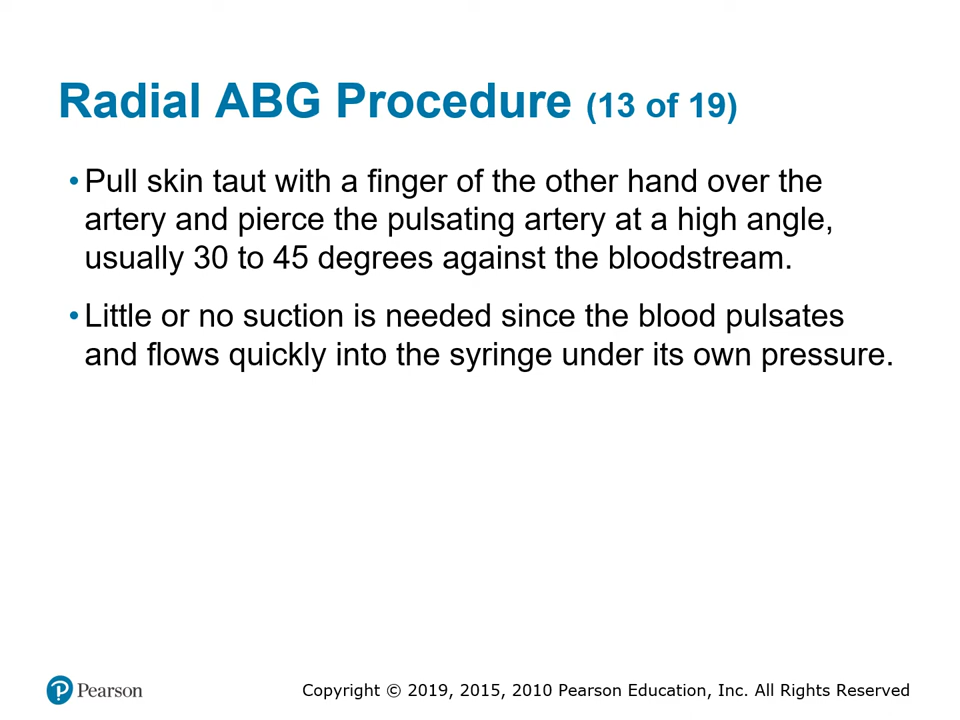 Radial ABG Procedure (13 of 19)
• Pull skin taut with a finger of the other hand over the
artery and pierce the pulsating artery at a high angle,
usually 30 to 45 degrees against the bloodstream.
• Little or no suction is needed since the blood pulsates
and flows quickly into the syringe under its own pressure.
P Pearson
Copyright © 2019, 2015, 2010 Pearson Education, Inc. All Rights Reserved